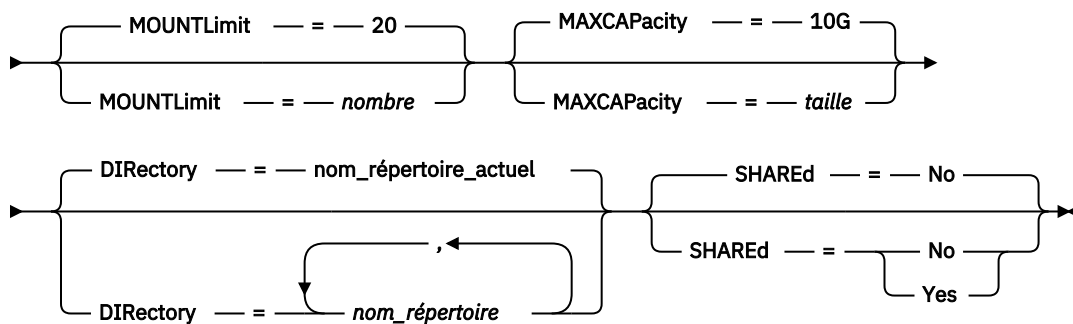 MOUNTLimit = 20
MAXCAPacity = 10G
MOUNTLimit = nombre
MAXCAPacity = taille
DIRectory = nom_répertoire_actuel
SHAREd = No
,
SHAREd = No
Yes
DIRectory = nom_répertoire